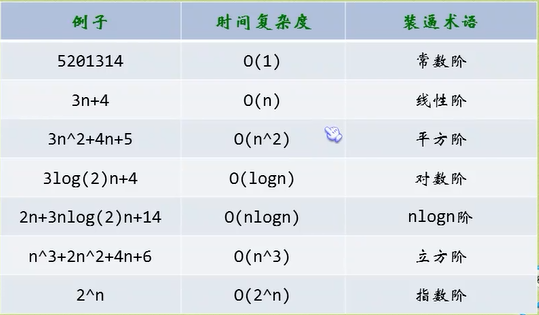 例子 时间复杂度 装逼术语
5201314 O(1) 常数阶
3n+4 O(n) 线性阶
3n^2+4n+5 O(n^2) 平方阶
3log(2)n+4 O(logn) 对数阶
2n+3nlog(2)n+14 O(nlogn) nlogn阶
n^3+2n^2+4n+6 O(n^3) 立方阶
2^n O(2^n) 指数阶